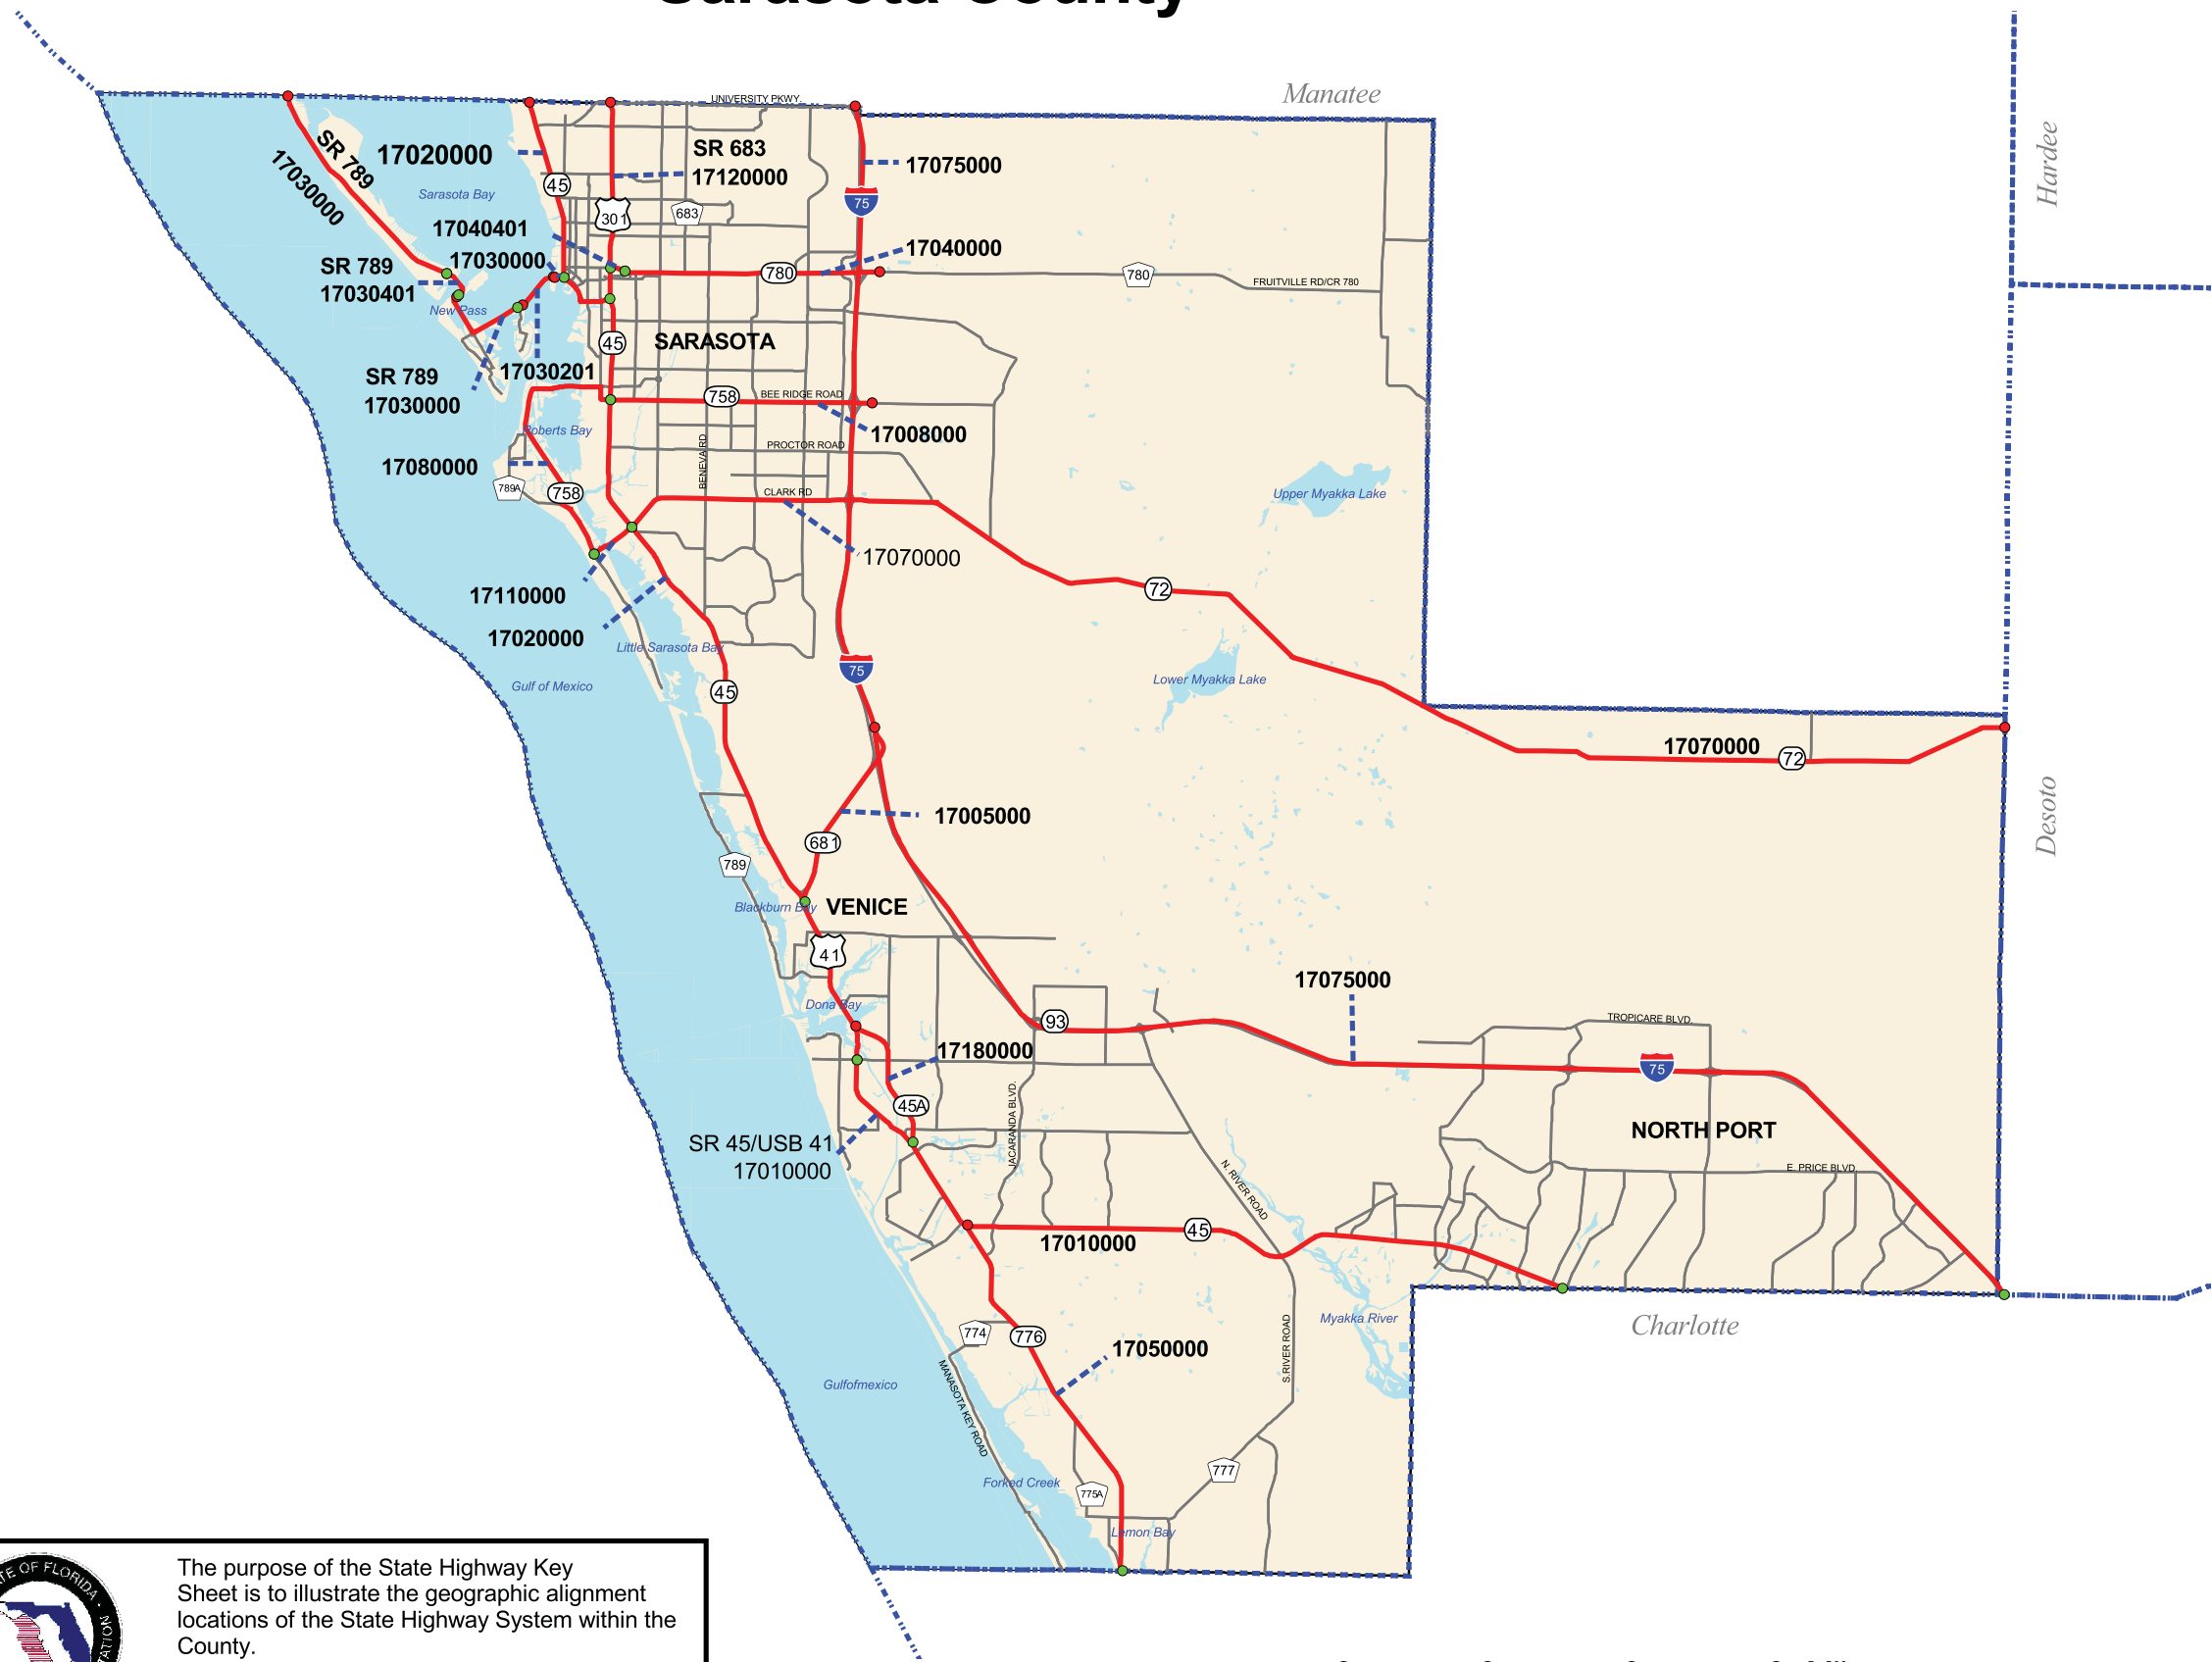 Sarasota County
Manatee
Hardee
Desoto
Charlotte
UNIVERSITY PKWY.
SR 789
17030000
17020000
Sarasota Bay
45
SR 683
17120000
301
683
17075000
75
17040401
17030000
17040000
SR 789
17030401
New Pass
780
780
FRUITVILLE RD/CR 780
45
SARASOTA
SR 789
17030000
17030201
758
BEE RIDGE ROAD
Roberts Bay
17008000
BENEVA RD
PROCTOR ROAD
17080000
789A
758
CLARK RD
Upper Myakka Lake
17070000
17110000
72
17020000
Little Sarasota Bay
75
Gulf of Mexico
45
Lower Myakka Lake
17070000
72
17005000
681
789
Blackburn Bay
VENICE
41
17075000
Dona Bay
93
TROPICARE BLVD.
17180000
75
45A
JACARANDA BLVD.
SR 45/USB 41
17010000
NORTH PORT
E. PRICE BLVD.
N. RIVER ROAD
45
17010000
Myakka River
774
776
17050000
S.RIVER ROAD
Gulfofmexico
MANASOTA KEY ROAD
777
Forked Creek
775A
Lemon Bay
The purpose of the State Highway Key
Sheet is to illustrate the geographic alignment
locations of the State Highway System within the
County.
OF FLORIDA